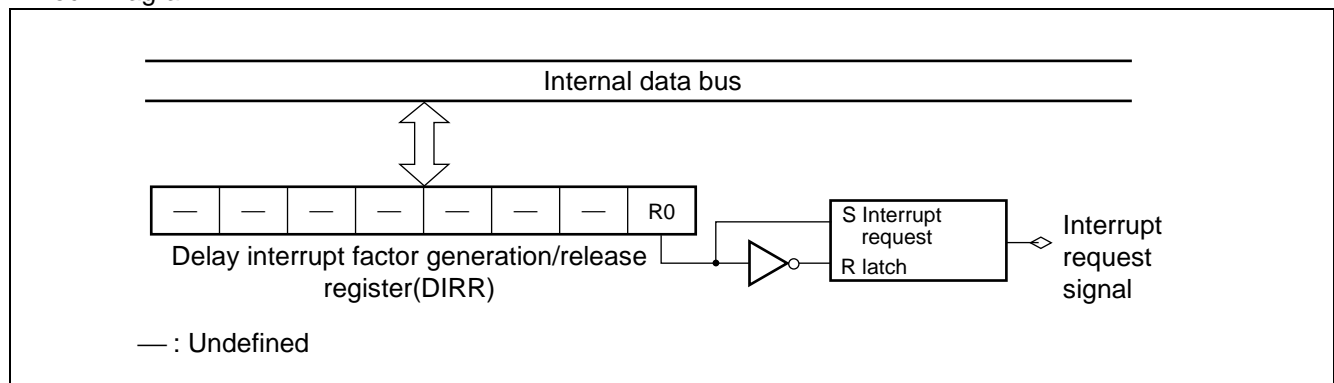 Internal data bus
— — — — — — — R0
S Interrupt
request
R latch
Interrupt
request
signal
Delay interrupt factor generation/release
register(DIRR)
— : Undefined